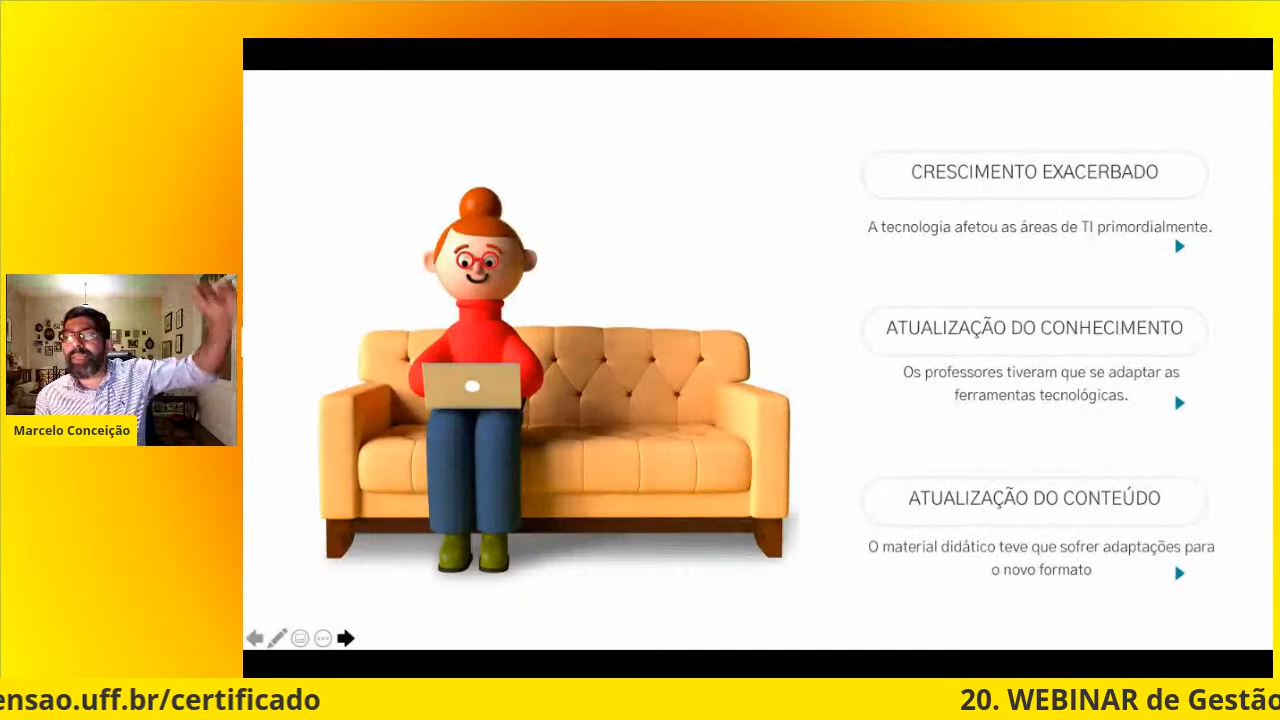 CRESCIMENTO EXACERBADO
A tecnologia afetou as áreas de TI primordialmente.
ATUALIZAÇÃO DO CONHECIMENTO
Os professores tiveram que se adaptar as
ferramentas tecnológicas.
ATUALIZAÇÃO DO CONTEÚDO
O material didático teve que sofrer adaptações para
o novo formato
Marcelo Conceição
ensao.uff.br/certificado
20. WEBINAR de Gestão